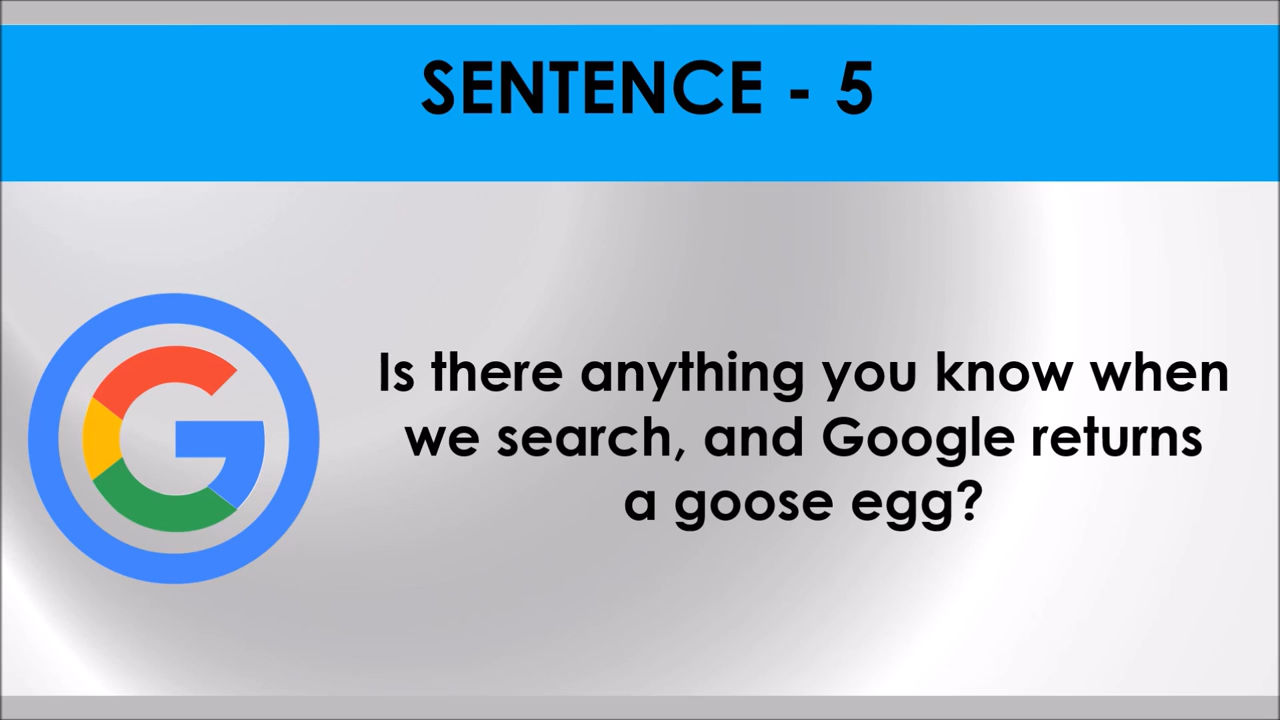 SENTENCE - 5
Is there anything you know when
we search, and Google returns
a goose egg?